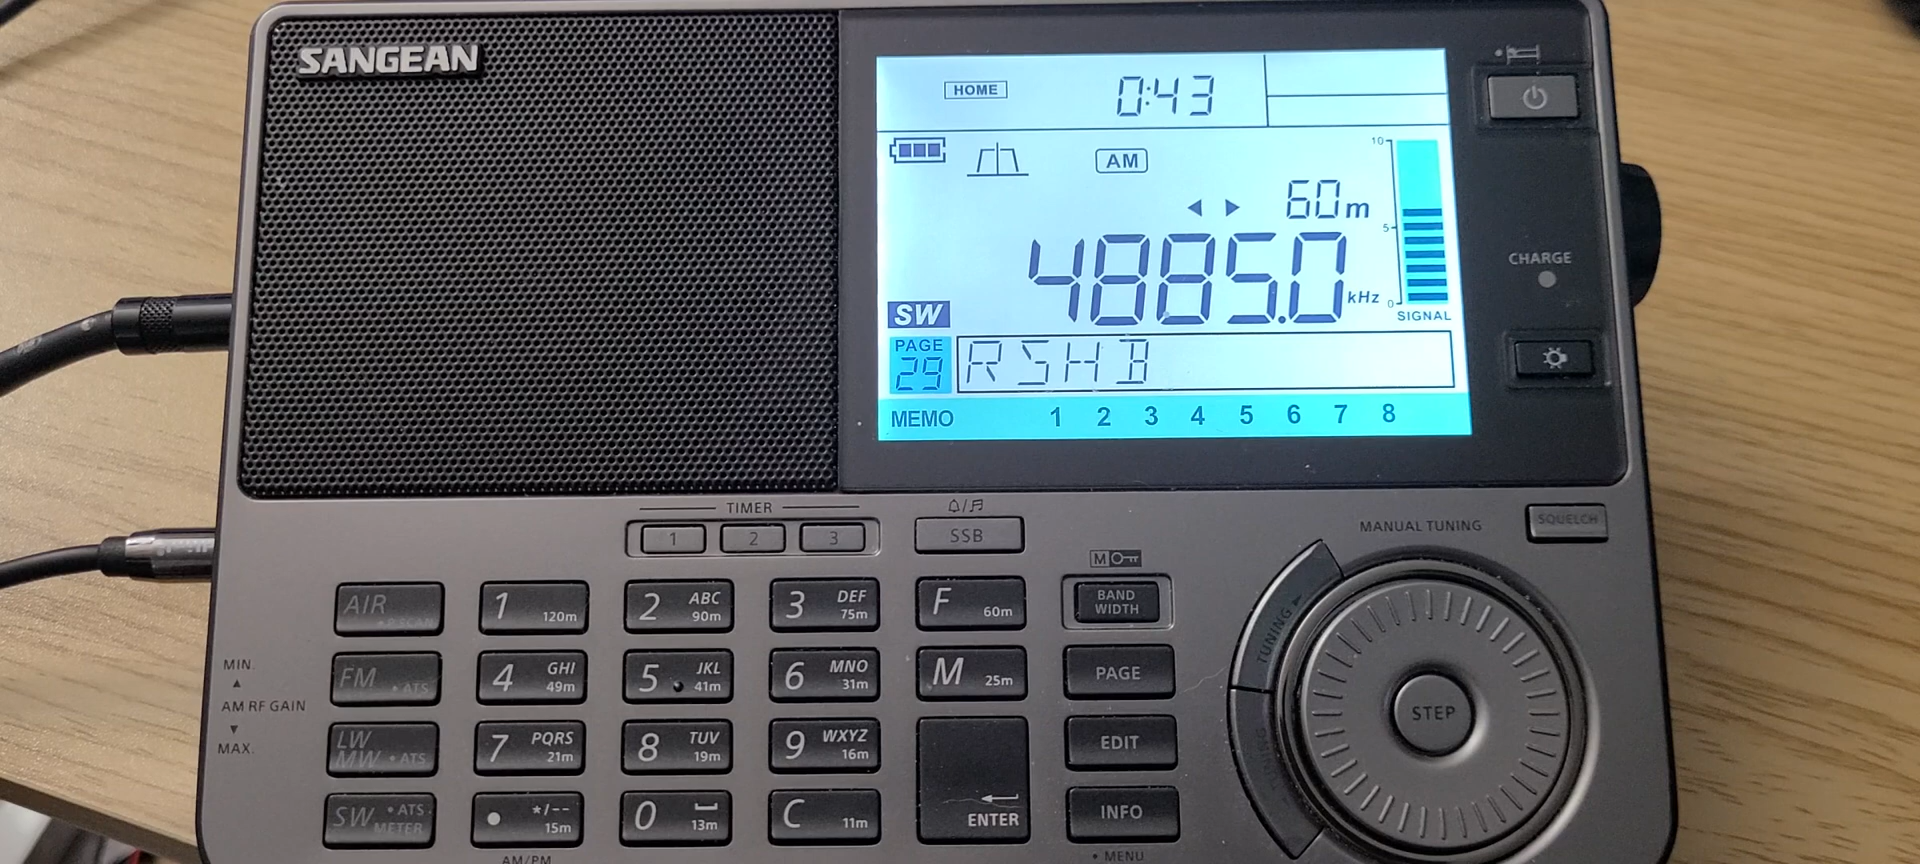 SANGEAN
HOME 0:43
AM
60m
4885.0 kHz
10
5
0
SIGNAL
SW
PAGE
29
RSHB
MEMO 1 2 3 4 5 6 7 8
CHARGE
TIMER
1 2 3
SSB
MANUAL TUNING
SQUELCH
M
BAND
WIDTH
AIR
• P.SCAN
1 120m
2 ABC 90m
3 DEF 75m
F 60m
MIN.
AM RF GAIN
MAX.
FM • ATS
4 GHI 49m
5 JKL 41m
6 MNO 31m
M 25m
PAGE
TUNING
STEP
LW
MW • ATS
7 PQRS 21m
8 TUV 19m
9 WXYZ 16m
EDIT
TUNING
SW • ATS
METER
• */-- 15m
0 13m
C 11m
ENTER
INFO
AM/PM
• MENU